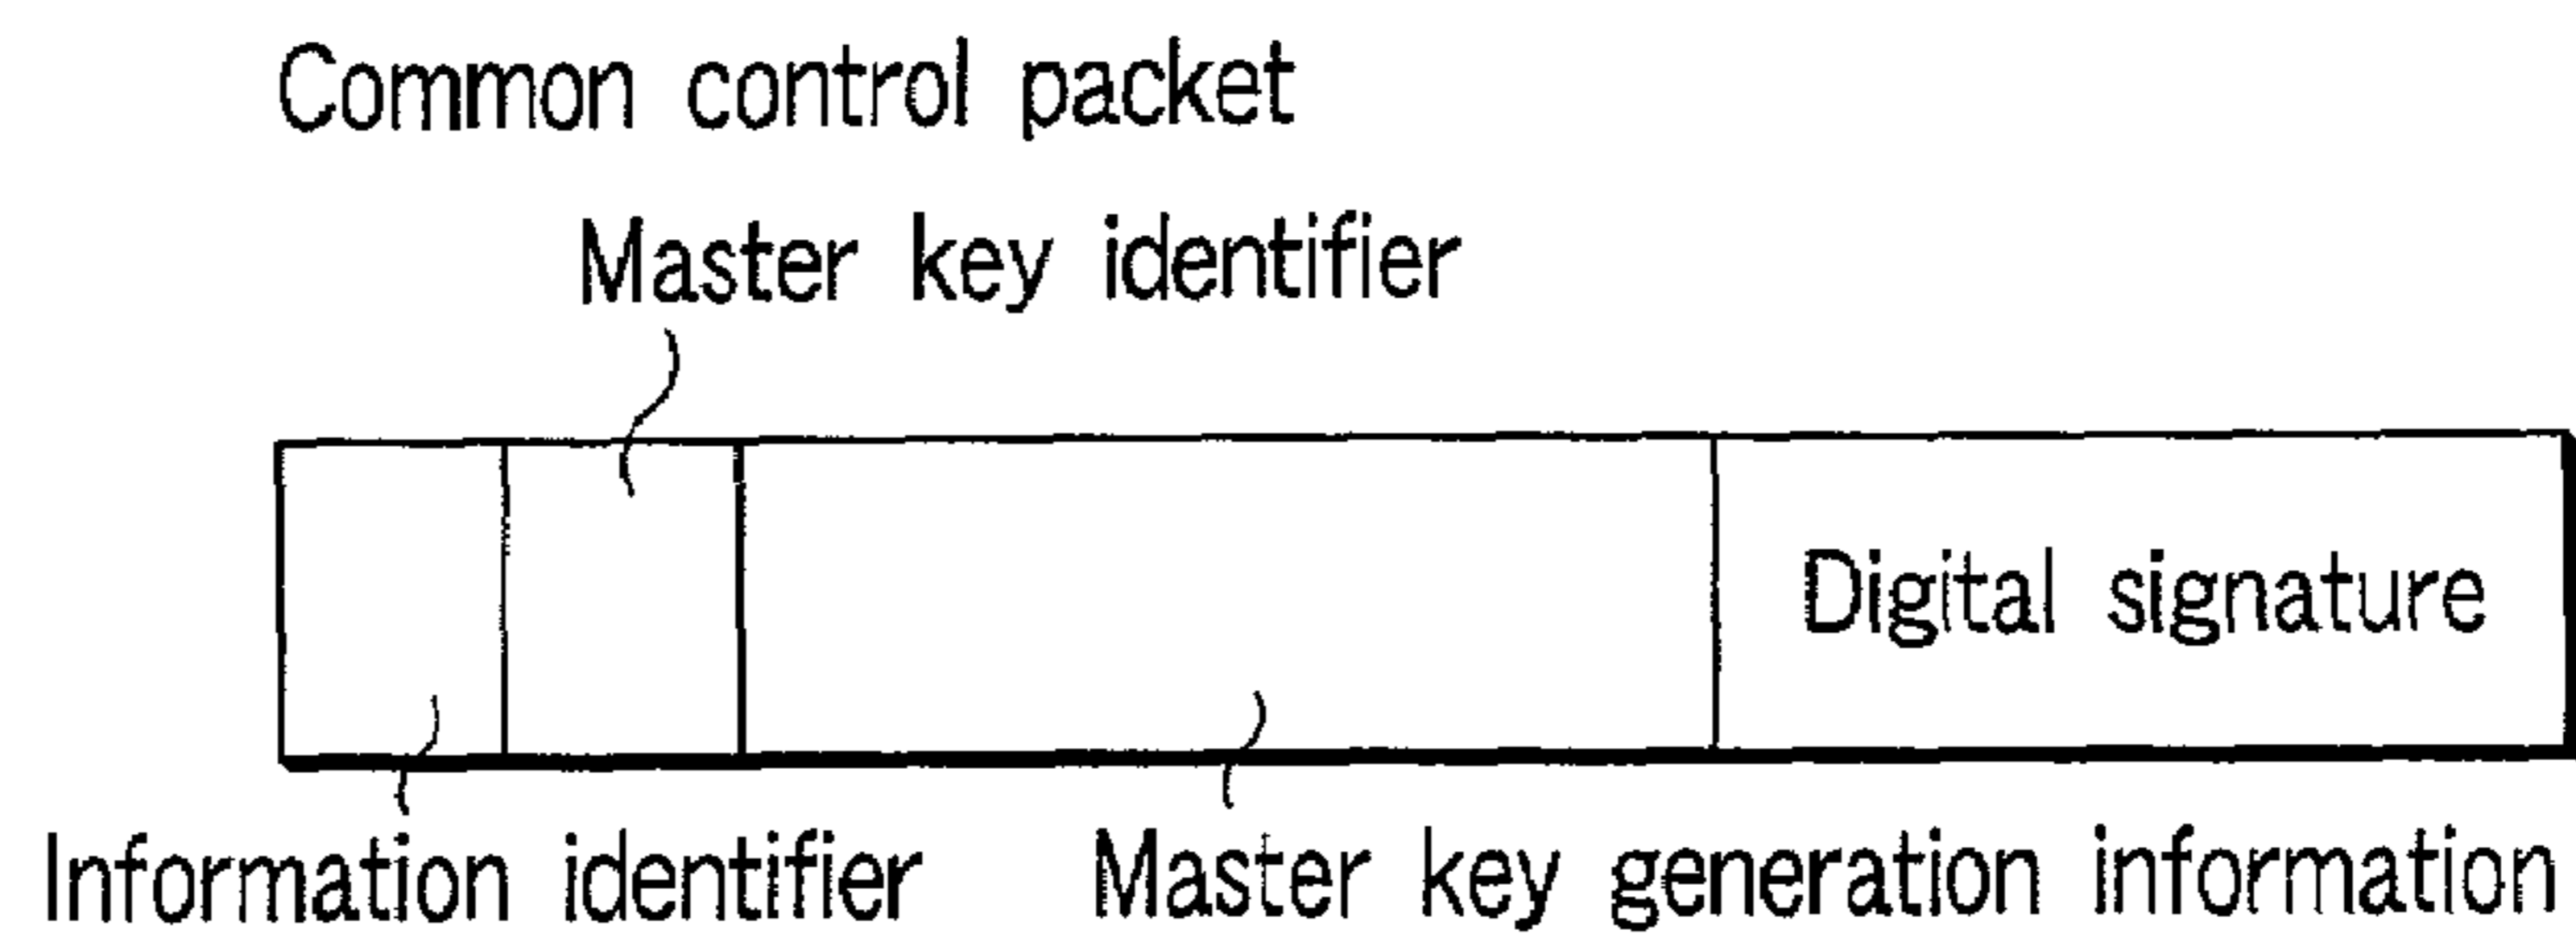 Common control packet
Master key identifier
Digital signature
Information identifier
Master key generation information